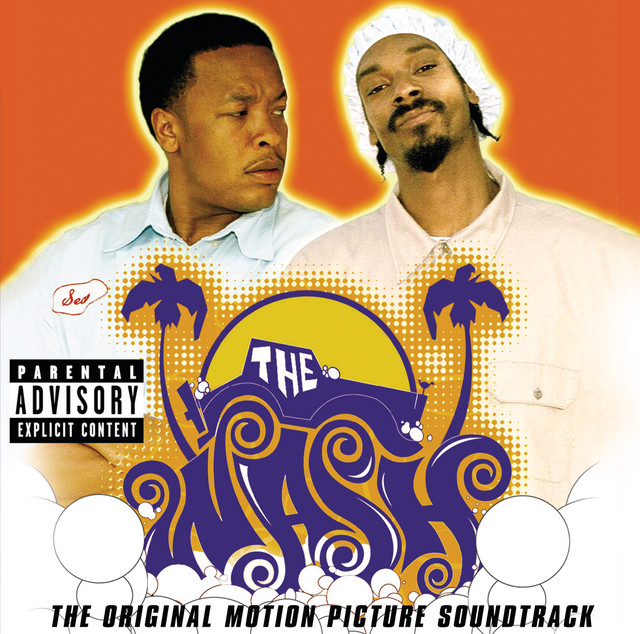 Sed
PARENTAL
ADVISORY
EXPLICIT CONTENT
THE
WASH
THE ORIGINAL MOTION PICTURE SOUNDTRACK